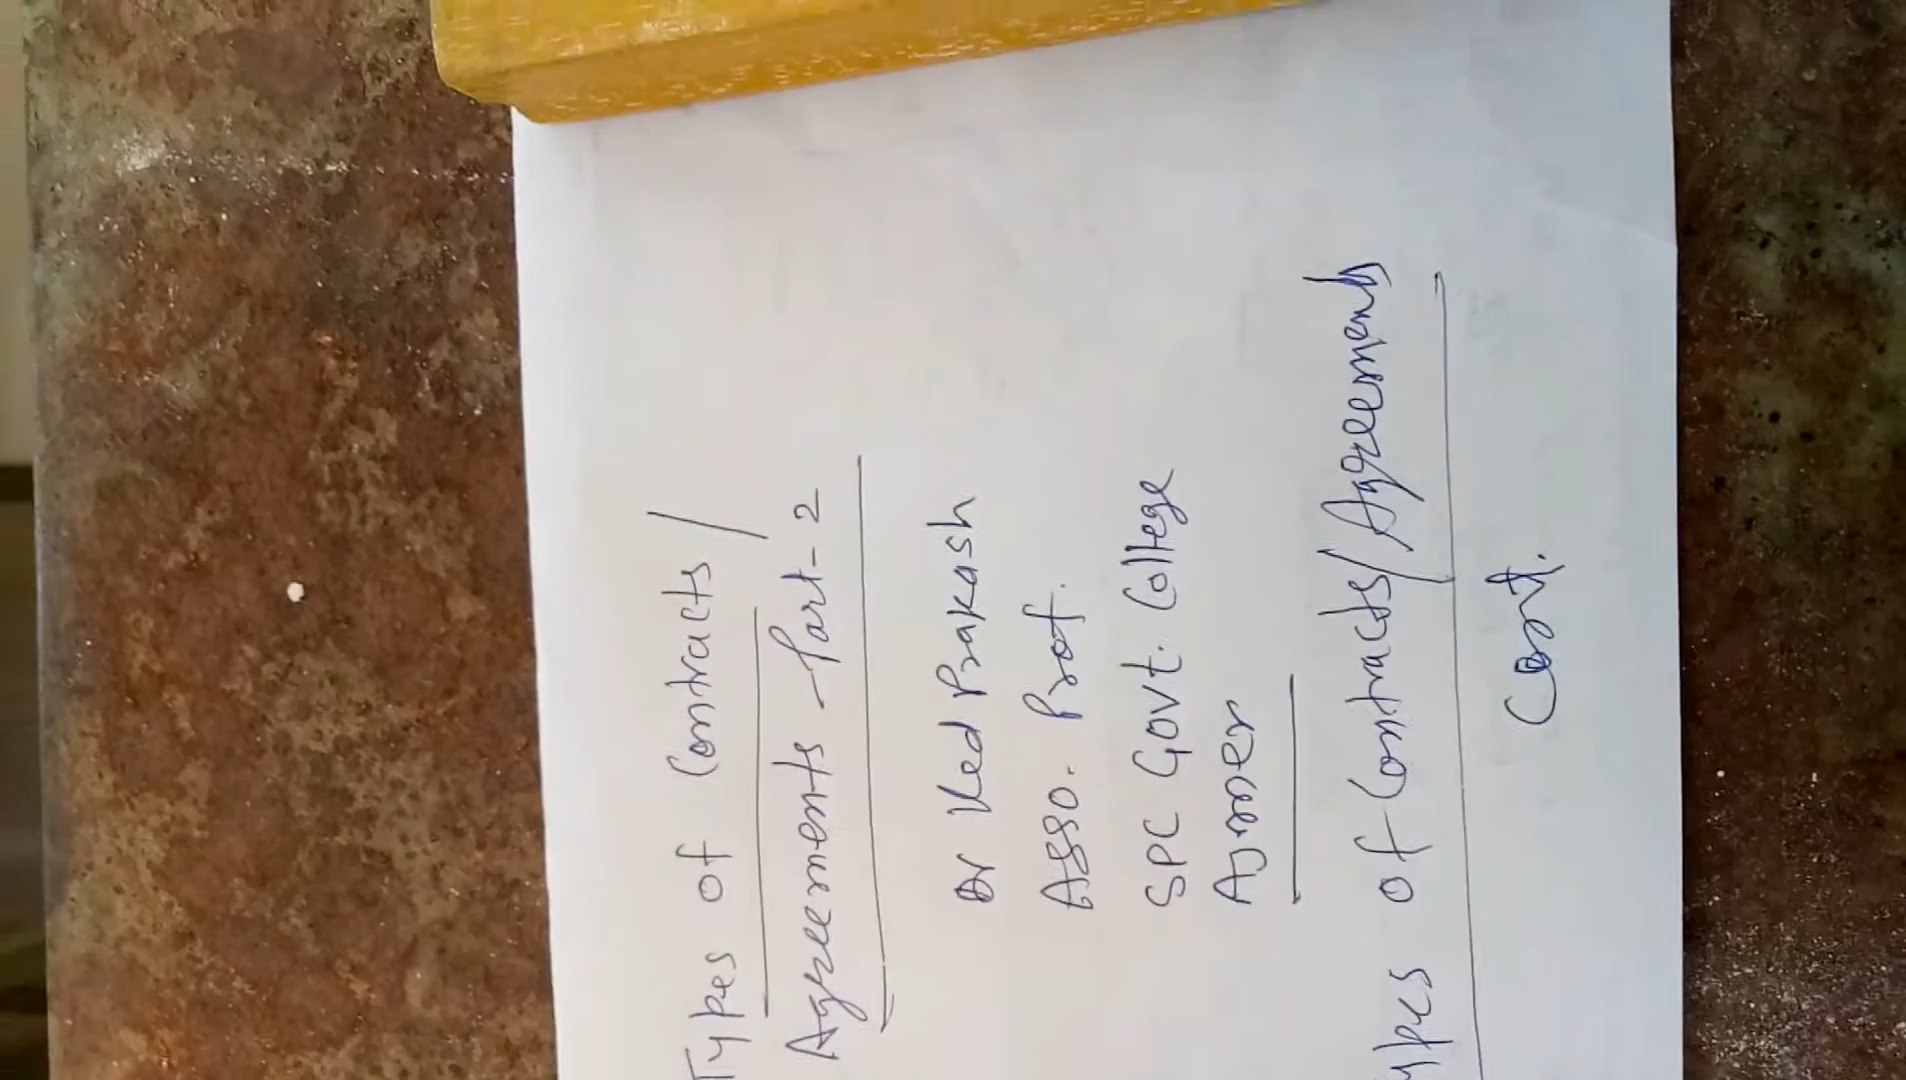 Types of Contracts/
Agreements - Part-2
Dr Ved Prakash
Asso. Prof.
SPC Govt. College
Ajmer
ypes of Contracts/Agreements
Cont.